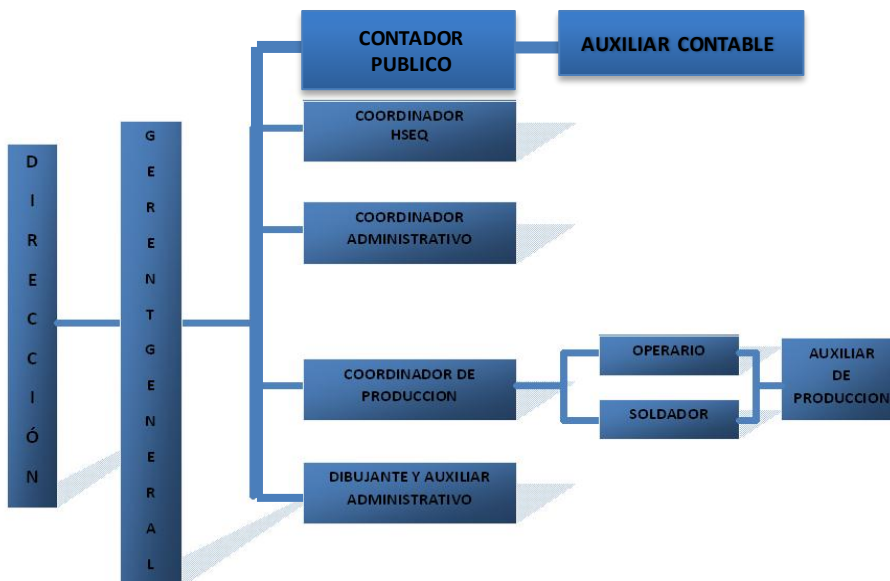 DIRECCIÓN
GERENTGENERAL
CONTADOR
PUBLICO
AUXILIAR CONTABLE
COORDINADOR
HSEQ
COORDINADOR
ADMINISTRATIVO
COORDINADOR DE
PRODUCCION
OPERARIO
SOLDADOR
AUXILIAR
DE
PRODUCCION
DIBUJANTE Y AUXILIAR
ADMINISTRATIVO